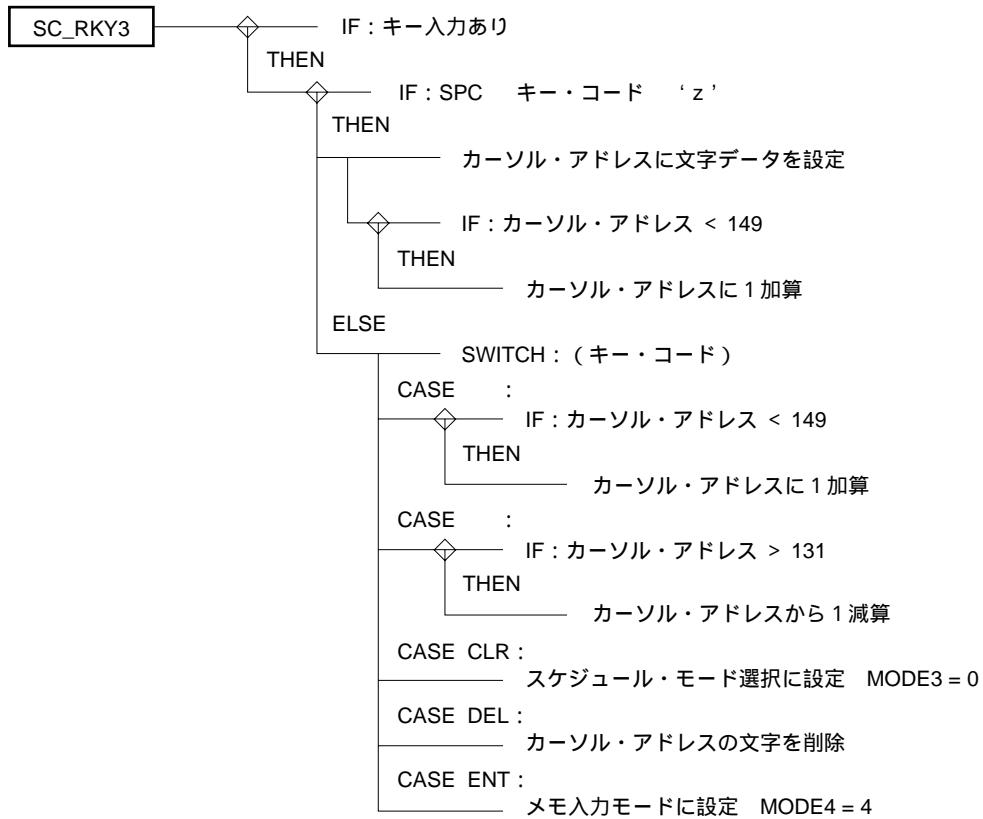 SC_RKY3
IF：キー入力あり
THEN
IF：SPC キー・コード ‘ｚ’
THEN
カーソル・アドレスに文字データを設定
IF：カーソル・アドレス < 149
THEN
カーソル・アドレスに１加算
ELSE
SWITCH：（キー・コード）
CASE ：
IF：カーソル・アドレス < 149
THEN
カーソル・アドレスに１加算
CASE ：
IF：カーソル・アドレス > 131
THEN
カーソル・アドレスから１減算
CASE CLR：
スケジュール・モード選択に設定 MODE3 = 0
CASE DEL：
カーソル・アドレスの文字を削除
CASE ENT：
メモ入力モードに設定 MODE4 = 4